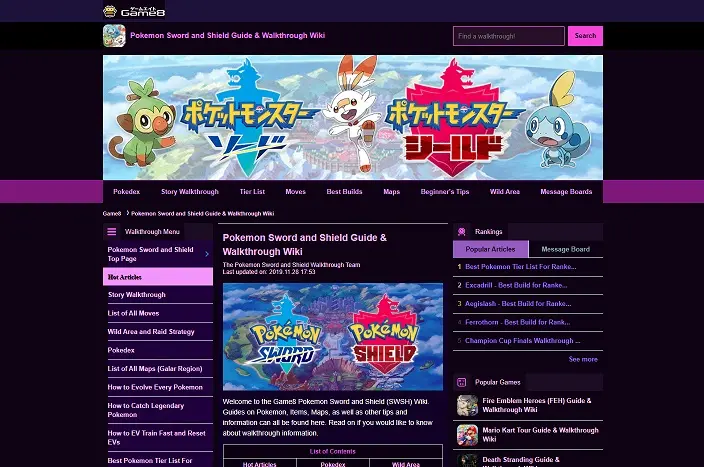 ゲームエイト
Game8
Pokemon Sword and Shield Guide & Walkthrough Wiki
Find a walkthrough!
Search
ポケットモンスター
ソード
ポケットモンスター
シールド
Pokedex
Story Walkthrough
Tier List
Moves
Best Builds
Maps
Beginner's Tips
Wild Area
Message Boards
Game8
Pokemon Sword and Shield Guide & Walkthrough Wiki
Walkthrough Menu
Pokemon Sword and Shield
Top Page
Hot Articles
Story Walkthrough
List of All Moves
Wild Area and Raid Strategy
Pokedex
List of All Maps (Galar Region)
How to Evolve Every Pokemon
How to Catch Legendary
Pokemon
How to EV Train Fast and Reset
EVs
Best Pokemon Tier List For
Pokemon Sword and Shield Guide &
Walkthrough Wiki
The Pokemon Sword and Shield Walkthrough Team
Last updated on: 2019.11.28 17:53
POKéMON
SWORD
POKéMON
SHIELD
Welcome to the Game8 Pokemon Sword and Shield (SWSH) Wiki.
Guides on Pokemon, Items, Maps, as well as other tips and
information can all be found here. Read on if you would like to know
about walkthrough information.
List of Contents
Hot Articles
Pokedex
Wild Area
Rankings
Popular Articles
Message Board
1 Best Pokemon Tier List For Ranke...
2 Excadrill - Best Build for Ranke...
3 Aegislash - Best Build for Ranke...
4 Ferrothorn - Best Build for Rank...
5 Champion Cup Finals Walkthrough ...
See more
Popular Games
Fire Emblem Heroes (FEH) Guide &
Walkthrough Wiki
Mario Kart Tour Guide & Walkthrough
Wiki
Death Stranding Guide &
Walkthrough Wiki